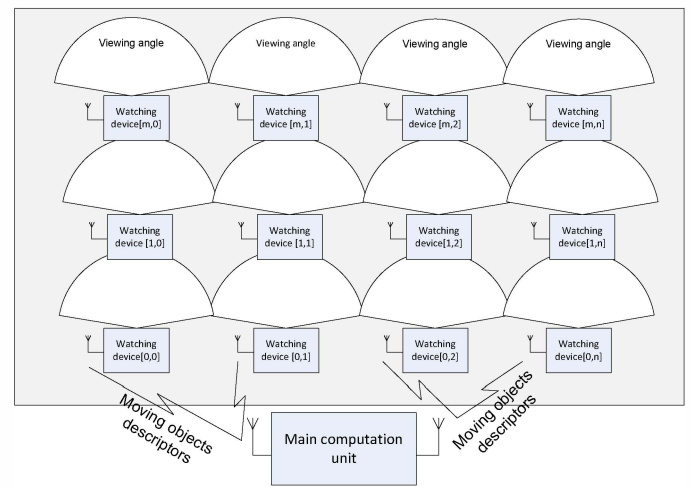 Viewing angle
Viewing angle
Viewing angle
Viewing angle
Watching
device[m,0]
Watching
device[m,1]
Watching
device[m,2]
Watching
device[m,n]
Watching
device [1,0]
Watching
device [1,1]
Watching
device[1,2]
Watching
device[1,n]
Watching
device[0,0]
Watching
device [0,1]
Watching
device[0,2]
Watching
device[0,n]
Moving objects
descriptors
Moving objects
descriptors
Main computation
unit